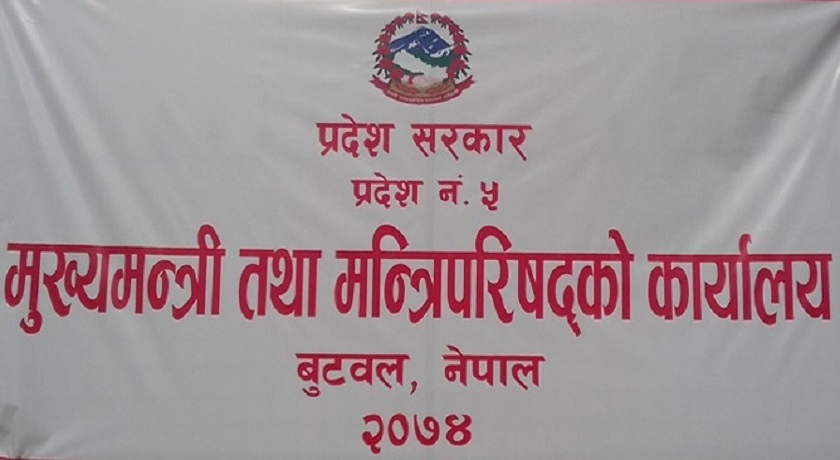 प्रदेश सरकार
प्रदेश नं. ५
मुख्यमन्त्री तथा मन्त्रिपरिषद्को कार्यालय
बुटवल, नेपाल
२०७४